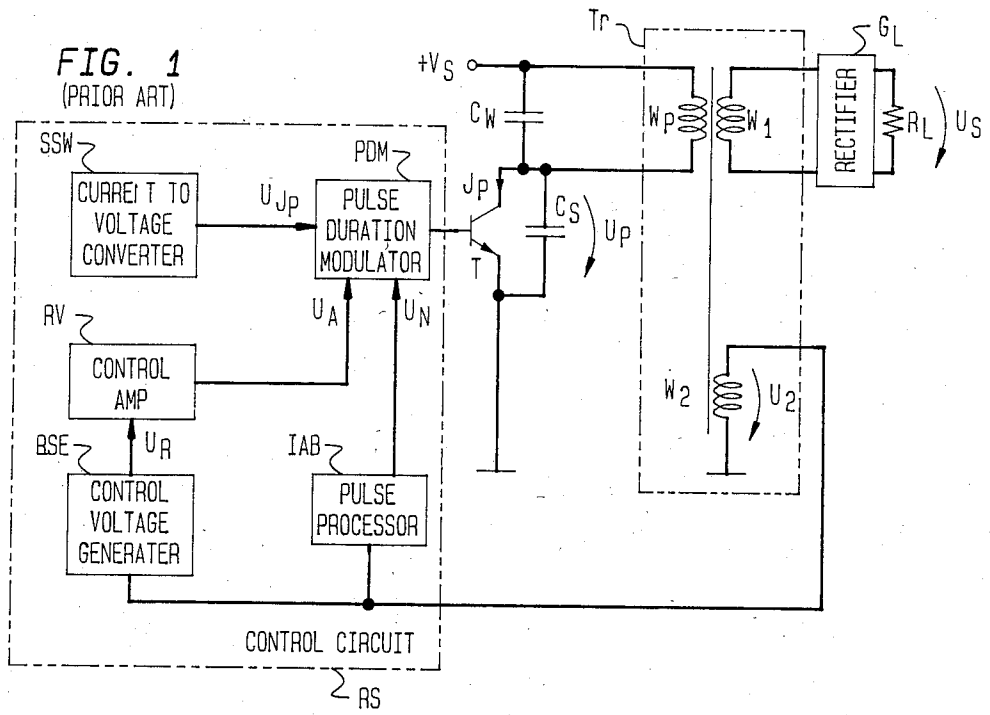 FIG. 1
(PRIOR ART)
Tr
GL
+VS
CW
WP
W1
RECTIFIER
RL
US
SSW
CURREIT TO
VOLTAGE
CONVERTER
UJP
PDM
PULSE
DURATION
MODULATOR
JP
CS
UP
T
UA
UN
RV
CONTROL
AMP
UR
W2
U2
BSE
CONTROL
VOLTAGE
GENERATER
IAB
PULSE
PROCESSOR
CONTROL CIRCUIT
RS